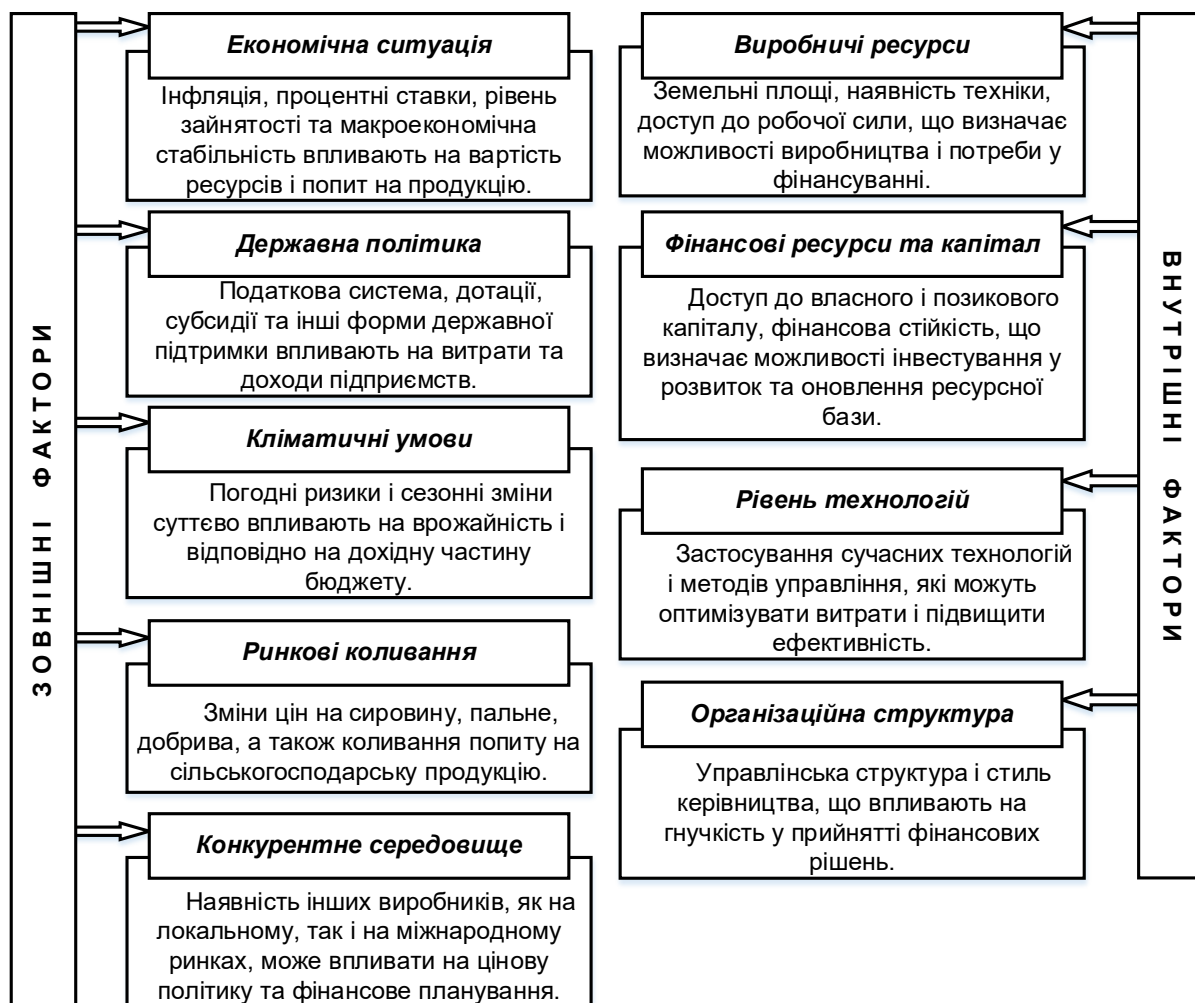 ЗОВНІШНІ ФАКТОРИ
Економічна ситуація
Інфляція, процентні ставки, рівень
зайнятості та макроекономічна
стабільність впливають на вартість
ресурсів і попит на продукцію.
Державна політика
Податкова система, дотації,
субсидії та інші форми державної
підтримки впливають на витрати та
доходи підприємств.
Кліматичні умови
Погодні ризики і сезонні зміни
суттєво впливають на врожайність і
відповідно на дохідну частину
бюджету.
Ринкові коливання
Зміни цін на сировину, пальне,
добрива, а також коливання попиту на
сільськогосподарську продукцію.
Конкурентне середовище
Наявність інших виробників, як на
локальному, так і на міжнародному
ринках, може впливати на цінову
політику та фінансове планування.
Виробничі ресурси
Земельні площі, наявність техніки,
доступ до робочої сили, що визначає
можливості виробництва і потреби у
фінансуванні.
Фінансові ресурси та капітал
Доступ до власного і позикового
капіталу, фінансова стійкість, що
визначає можливості інвестування у
розвиток та оновлення ресурсної
бази.
Рівень технологій
Застосування сучасних технологій
і методів управління, які можуть
оптимізувати витрати і підвищити
ефективність.
Організаційна структура
Управлінська структура і стиль
керівництва, що впливають на
гнучкість у прийнятті фінансових
рішень.
ВНУТРІШНІ ФАКТОРИ